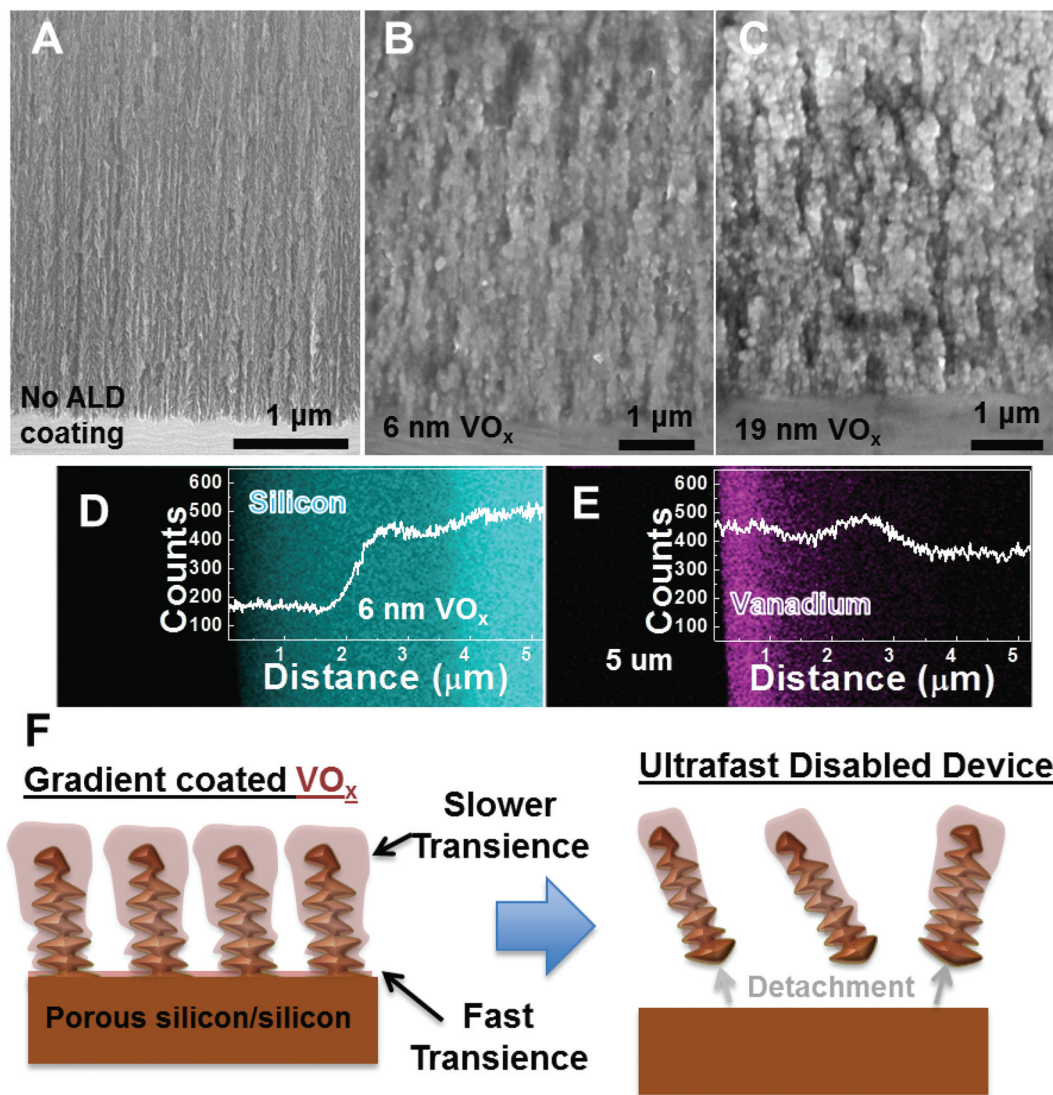 A
No ALD
coating
1 μm
B
6 nm VOx
1 μm
C
19 nm VOx
1 μm
D
Silicon
600
500
400
300
200
100
Counts
6 nm VOx
1 2 3 4 5
Distance (μm)
E
600
500
400
300
200
100
Counts
Vanadium
5 um
1 2 3 4 5
Distance (μm)
F
Gradient coated VOx
Slower
Transience
Porous silicon/silicon
Fast
Transience
Ultrafast Disabled Device
Detachment